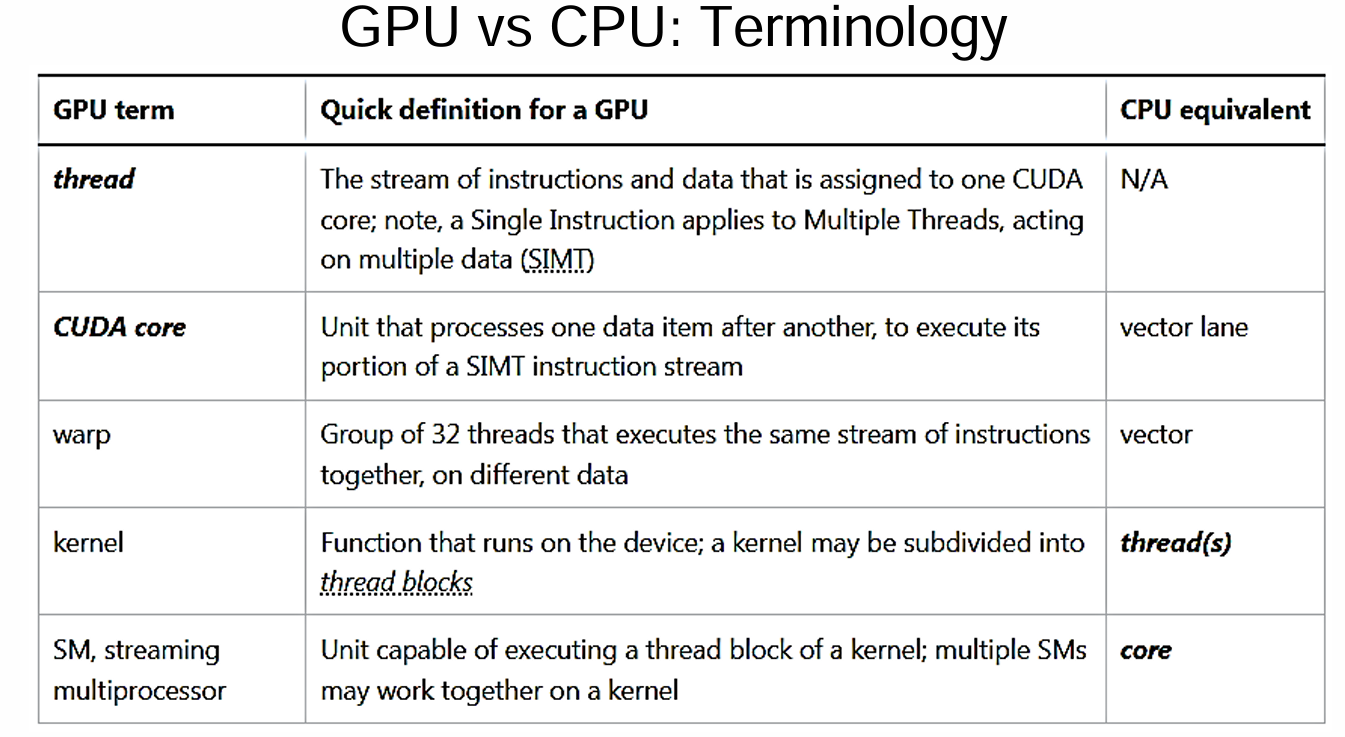 GPU vs CPU: Terminology
GPU term
Quick definition for a GPU
CPU equivalent
thread
The stream of instructions and data that is assigned to one CUDA
core; note, a Single Instruction applies to Multiple Threads, acting
on multiple data (SIMT)
N/A
CUDA core
Unit that processes one data item after another, to execute its
portion of a SIMT instruction stream
vector lane
warp
Group of 32 threads that executes the same stream of instructions
together, on different data
vector
kernel
Function that runs on the device; a kernel may be subdivided into
thread blocks
thread(s)
SM, streaming
multiprocessor
Unit capable of executing a thread block of a kernel; multiple SMs
may work together on a kernel
core